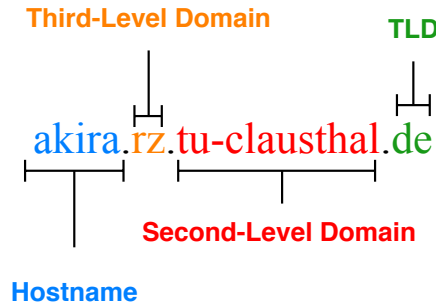 Third-Level Domain
TLD
akira.rz.tu-clausthal.de
Second-Level Domain
Hostname